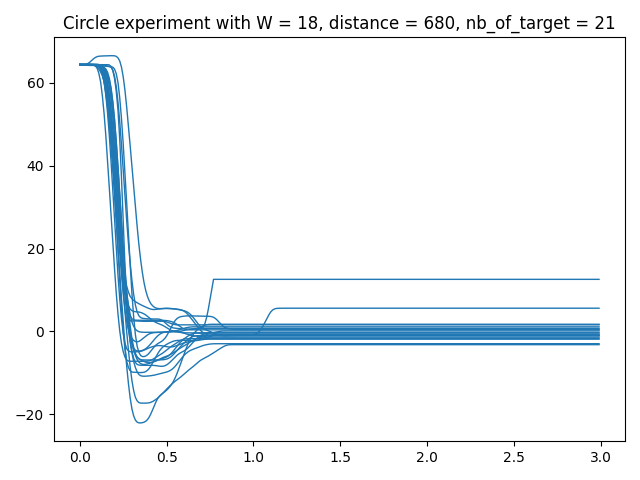 Circle experiment with W = 18, distance = 680, nb_of_target = 21
60
40
20
0
−20
0.0 0.5 1.0 1.5 2.0 2.5 3.0